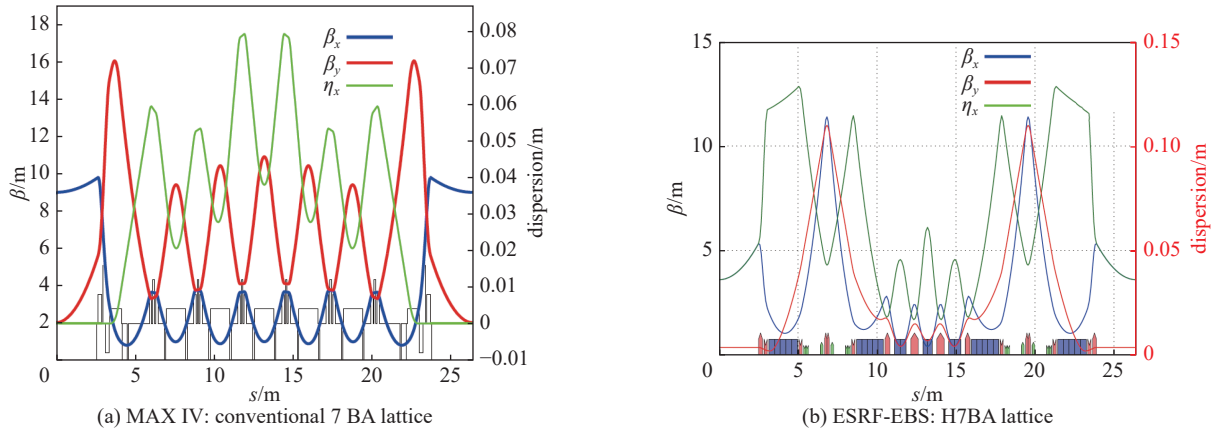 18
16
14
12
10
8
6
4
2
β/m
βx
βy
ηx
0.08
0.07
0.06
0.05
0.04
0.03
0.02
0.01
0
−0.01
dispersion/m
0 5 10 15 20 25
s/m
(a) MAX IV: conventional 7 BA lattice
15
10
5
0
β/m
βx
βy
ηx
0.15
0.10
0.05
0
dispersion/m
0 5 10 15 20 25
s/m
(b) ESRF-EBS: H7BA lattice